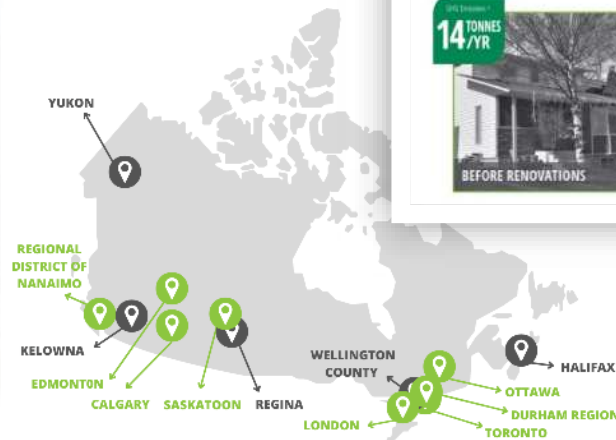 GHG Emissions *
14 TONNES
/YR
BEFORE RENOVATIONS
YUKON
REGIONAL
DISTRICT OF
NANAIMO
KELOWNA
EDMONTON
CALGARY
SASKATOON
REGINA
WELLINGTON
COUNTY
HALIFAX
OTTAWA
DURHAM REGION
LONDON
TORONTO